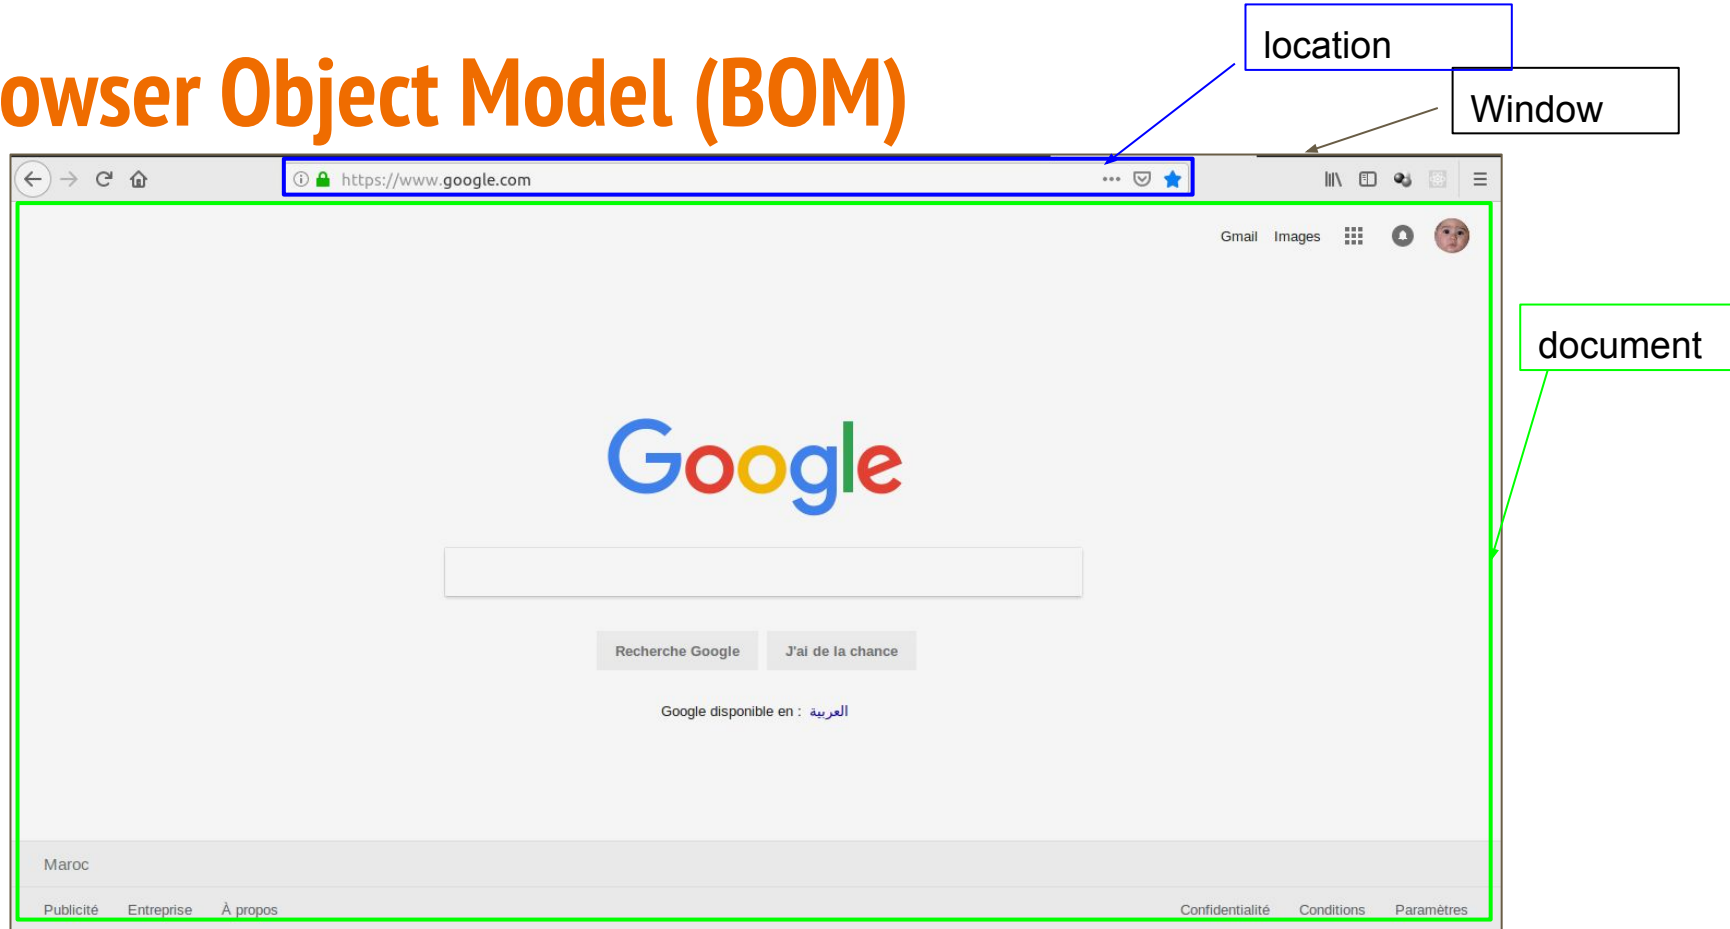 location
owser Object Model (BOM)
Window
https://www.google.com
Gmail Images
document
Google
Recherche Google J'ai de la chance
Google disponible en : العربية
Maroc
Publicité Entreprise À propos Confidentialité Conditions Paramètres